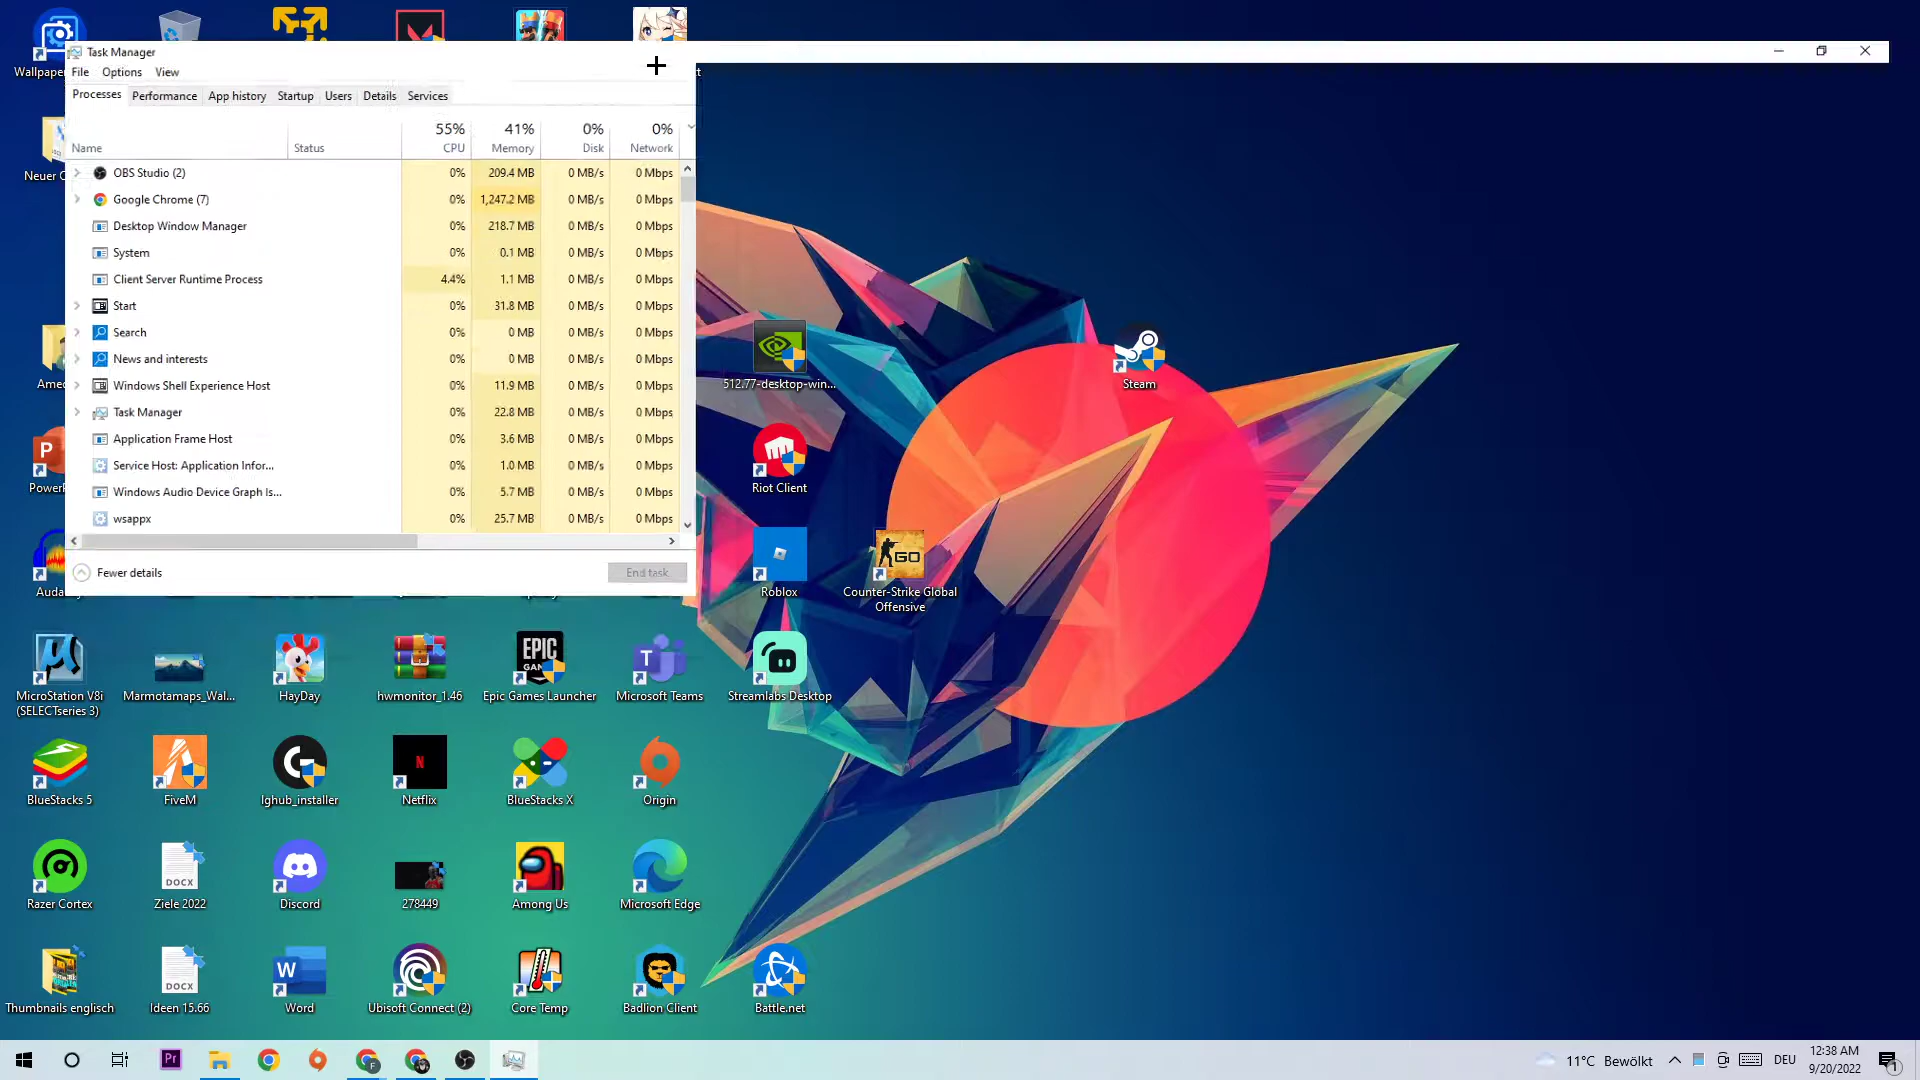 Task Manager
File Options View
Processes Performance App history Startup Users Details Services
55% 41% 0% 0%
Name Status CPU Memory Disk Network
OBS Studio (2) 0% 209.4 MB 0 MB/s 0 Mbps
Google Chrome (7) 0% 1,247.2 MB 0 MB/s 0 Mbps
Desktop Window Manager 0% 218.7 MB 0 MB/s 0 Mbps
System 0% 0.1 MB 0 MB/s 0 Mbps
Client Server Runtime Process 4.4% 1.1 MB 0 MB/s 0 Mbps
Start 0% 31.8 MB 0 MB/s 0 Mbps
Search 0% 0 MB 0 MB/s 0 Mbps
News and interests 0% 0 MB 0 MB/s 0 Mbps
Windows Shell Experience Host 0% 11.9 MB 0 MB/s 0 Mbps
Task Manager 0% 22.8 MB 0 MB/s 0 Mbps
Application Frame Host 0% 3.6 MB 0 MB/s 0 Mbps
Service Host: Application Infor... 0% 1.0 MB 0 MB/s 0 Mbps
Windows Audio Device Graph Is... 0% 5.7 MB 0 MB/s 0 Mbps
wsappx 0% 25.7 MB 0 MB/s 0 Mbps
Fewer details End task
Wallpape
Neuer
Ame
Power
Auda
512.77-desktop-win...
Steam
Riot Client
GO
Roblox
Counter-Strike Global
Offensive
EPIC
GAM
MicroStation V8i
(SELECTseries 3)
Marmotamaps_Wal...
HayDay
hwmonitor_1.46
Epic Games Launcher
Microsoft Teams
Streamlabs Desktop
BlueStacks 5
FiveM
lghub_installer
Netflix
BlueStacks X
Origin
DOCX
Razer Cortex
Ziele 2022
Discord
278449
Among Us
Microsoft Edge
DOCX
Thumbnails englisch
Ideen 15.66
Word
Ubisoft Connect (2)
Core Temp
Badlion Client
Battle.net
Pr
11°C Bewölkt
DEU
12:38 AM
9/20/2022
1